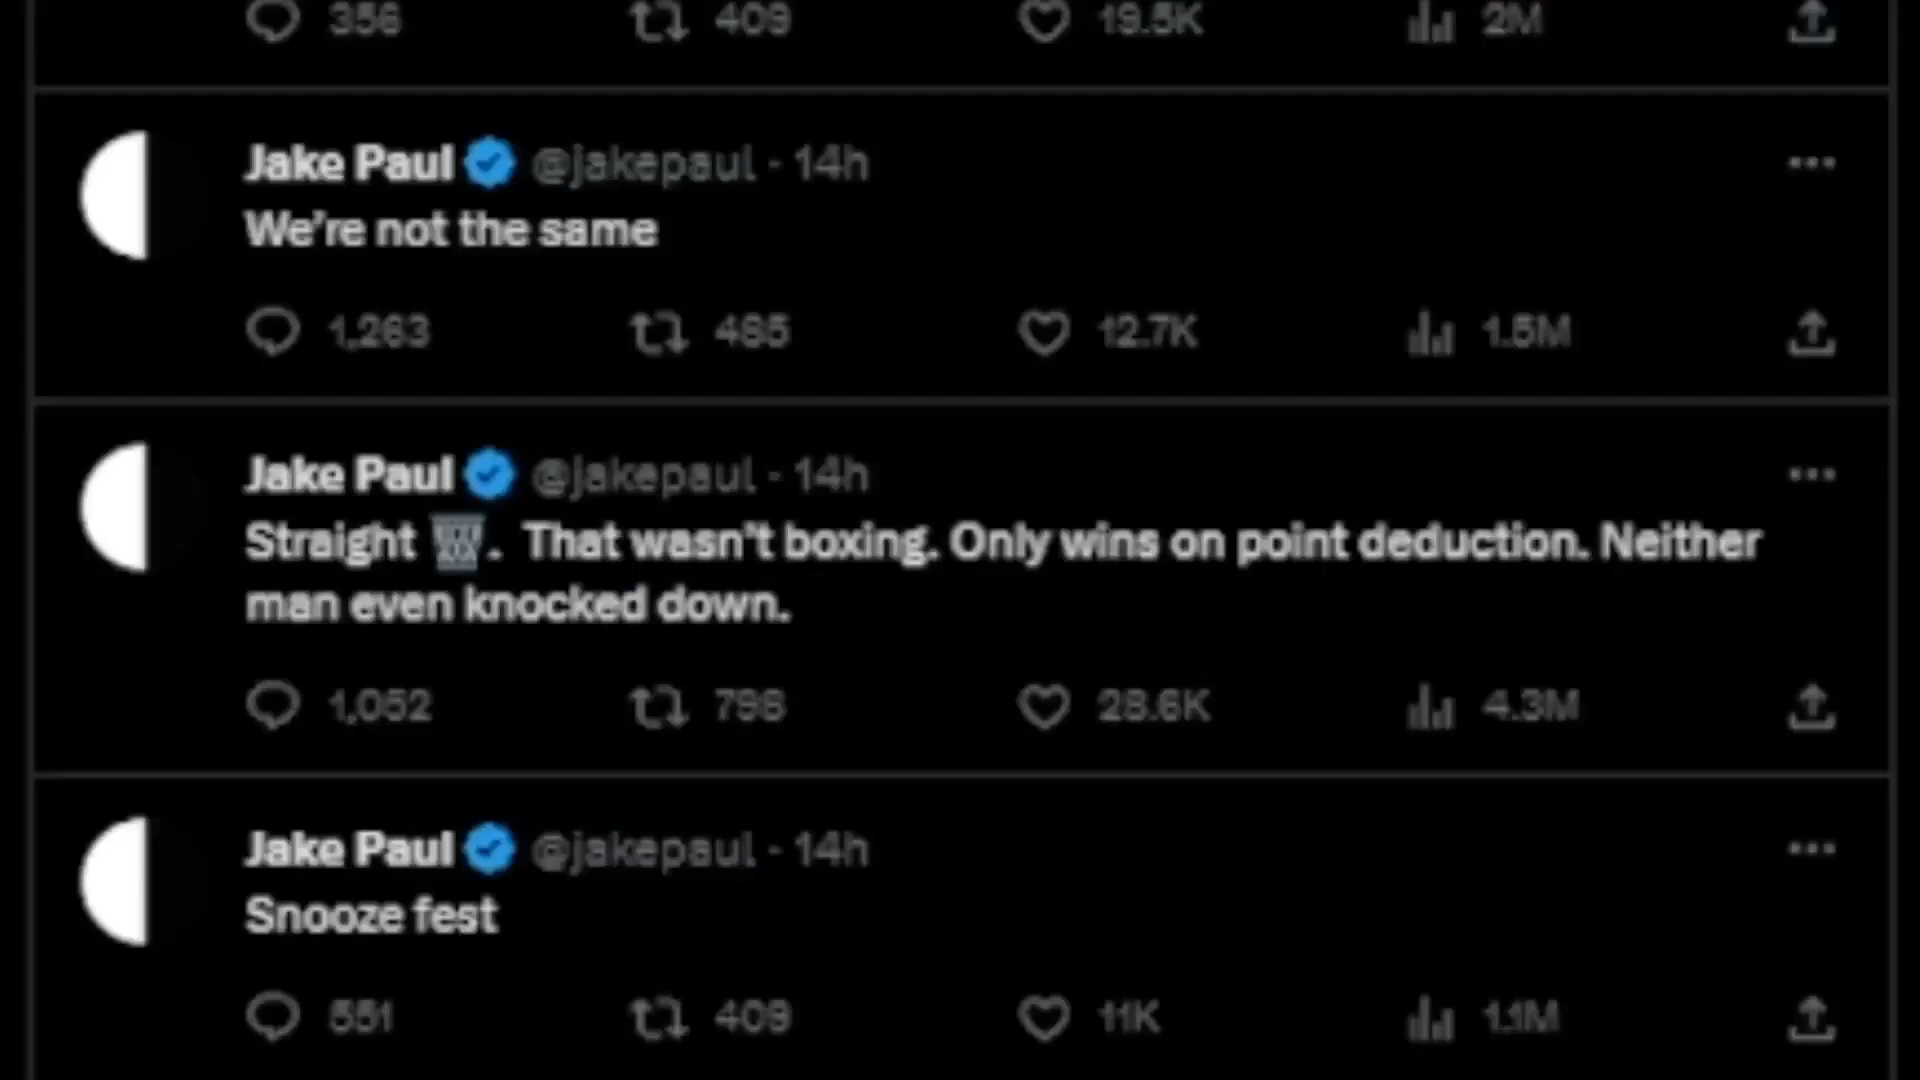 356 409 19.5K 2M
Jake Paul @jakepaul · 14h
We're not the same
1,263 485 12.7K 1.5M
Jake Paul @jakepaul · 14h
Straight 🗑. That wasn't boxing. Only wins on point deduction. Neither
man even knocked down.
1,052 798 28.6K 4.3M
Jake Paul @jakepaul · 14h
Snooze fest
551 409 11K 1.1M